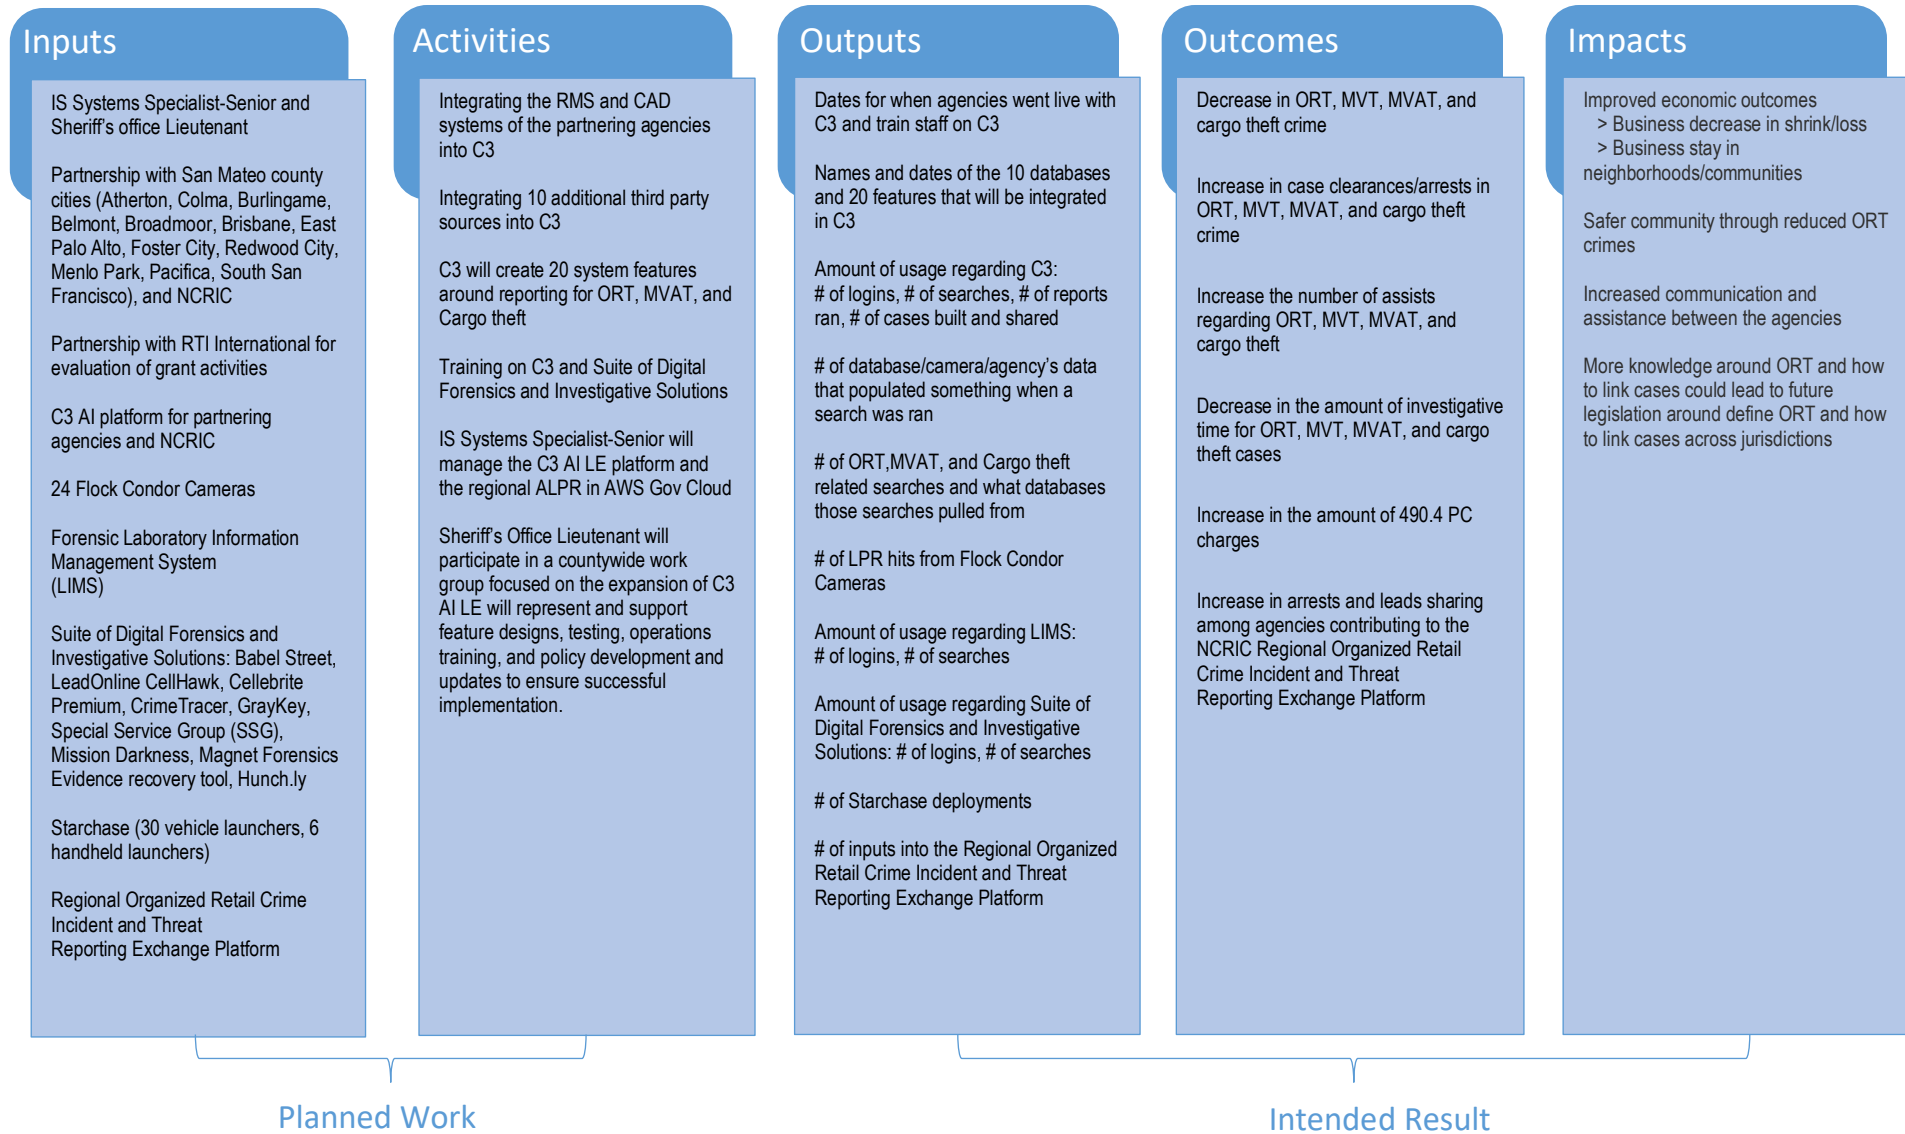 Inputs
IS Systems Specialist-Senior and
Sheriff's office Lieutenant
Partnership with San Mateo county
cities (Atherton, Colma, Burlingame,
Belmont, Broadmoor, Brisbane, East
Palo Alto, Foster City, Redwood City,
Menlo Park, Pacifica, South San
Francisco), and NCRIC
Partnership with RTI International for
evaluation of grant activities
C3 AI platform for partnering
agencies and NCRIC
24 Flock Condor Cameras
Forensic Laboratory Information
Management System
(LIMS)
Suite of Digital Forensics and
Investigative Solutions: Babel Street,
LeadOnline CellHawk, Cellebrite
Premium, CrimeTracer, GrayKey,
Special Service Group (SSG),
Mission Darkness, Magnet Forensics
Evidence recovery tool, Hunch.ly
Starchase (30 vehicle launchers, 6
handheld launchers)
Regional Organized Retail Crime
Incident and Threat
Reporting Exchange Platform
Activities
Integrating the RMS and CAD
systems of the partnering agencies
into C3
Integrating 10 additional third party
sources into C3
C3 will create 20 system features
around reporting for ORT, MVAT, and
Cargo theft
Training on C3 and Suite of Digital
Forensics and Investigative Solutions
IS Systems Specialist-Senior will
manage the C3 AI LE platform and
the regional ALPR in AWS Gov Cloud
Sheriff's Office Lieutenant will
participate in a countywide work
group focused on the expansion of C3
AI LE will represent and support
feature designs, testing, operations
training, and policy development and
updates to ensure successful
implementation.
Outputs
Dates for when agencies went live with
C3 and train staff on C3
Names and dates of the 10 databases
and 20 features that will be integrated
in C3
Amount of usage regarding C3:
# of logins, # of searches, # of reports
ran, # of cases built and shared
# of database/camera/agency's data
that populated something when a
search was ran
# of ORT,MVAT, and Cargo theft
related searches and what databases
those searches pulled from
# of LPR hits from Flock Condor
Cameras
Amount of usage regarding LIMS:
# of logins, # of searches
Amount of usage regarding Suite of
Digital Forensics and Investigative
Solutions: # of logins, # of searches
# of Starchase deployments
# of inputs into the Regional Organized
Retail Crime Incident and Threat
Reporting Exchange Platform
Outcomes
Decrease in ORT, MVT, MVAT, and
cargo theft crime
Increase in case clearances/arrests in
ORT, MVT, MVAT, and cargo theft
crime
Increase the number of assists
regarding ORT, MVT, MVAT, and
cargo theft
Decrease in the amount of investigative
time for ORT, MVT, MVAT, and cargo
theft cases
Increase in the amount of 490.4 PC
charges
Increase in arrests and leads sharing
among agencies contributing to the
NCRIC Regional Organized Retail
Crime Incident and Threat
Reporting Exchange Platform
Impacts
Improved economic outcomes
> Business decrease in shrink/loss
> Business stay in
neighborhoods/communities
Safer community through reduced ORT
crimes
Increased communication and
assistance between the agencies
More knowledge around ORT and how
to link cases could lead to future
legislation around define ORT and how
to link cases across jurisdictions
Planned Work
Intended Result